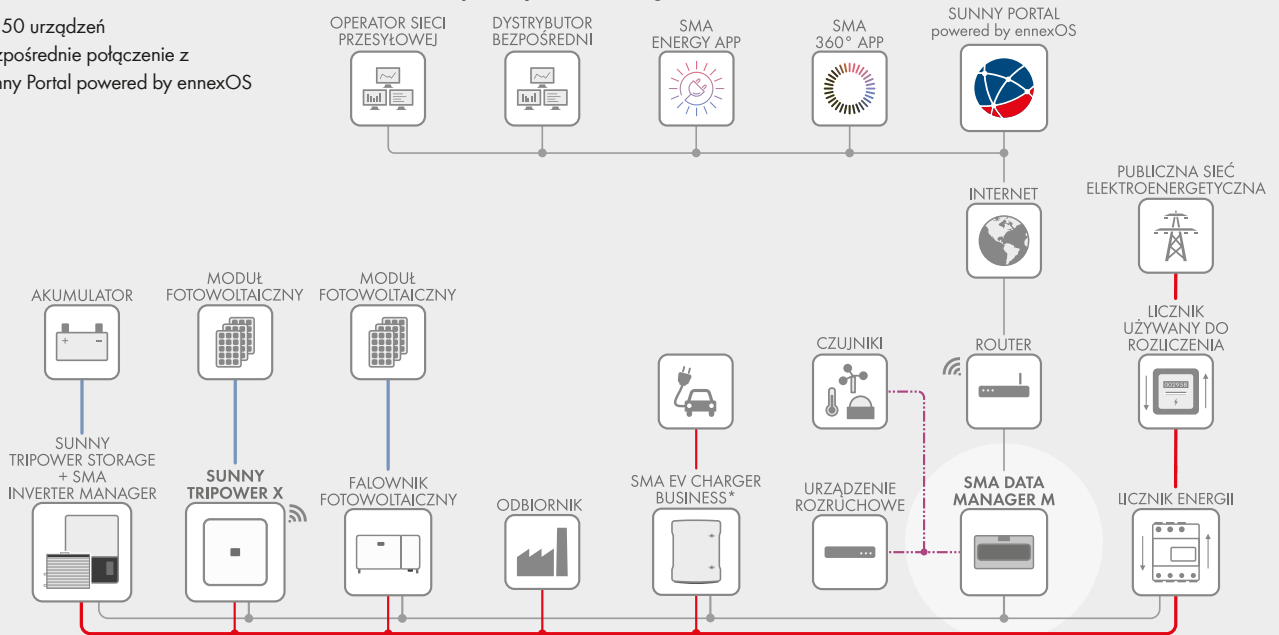 50 urządzeń
pośrednie połączenie z
ny Portal powered by ennexOS
OPERATOR SIECI
PRZESYŁOWEJ
DYSTRYBUTOR
BEZPOŚREDNI
SMA
ENERGY APP
SMA
360° APP
SUNNY PORTAL
powered by ennexOS
INTERNET
PUBLICZNA SIEĆ
ELEKTROENERGETYCZNA
AKUMULATOR
MODUŁ
FOTOWOLTAICZNY
MODUŁ
FOTOWOLTAICZNY
CZUJNIKI
ROUTER
LICZNIK
UŻYWANY DO
ROZLICZENIA
SUNNY
TRIPOWER STORAGE
+ SMA
INVERTER MANAGER
SUNNY
TRIPOWER X
FALOWNIK
FOTOWOLTAICZNY
ODBIORNIK
SMA EV CHARGER
BUSINESS*
URZĄDZENIE
ROZRUCHOWE
SMA DATA
MANAGER M
LICZNIK ENERGII